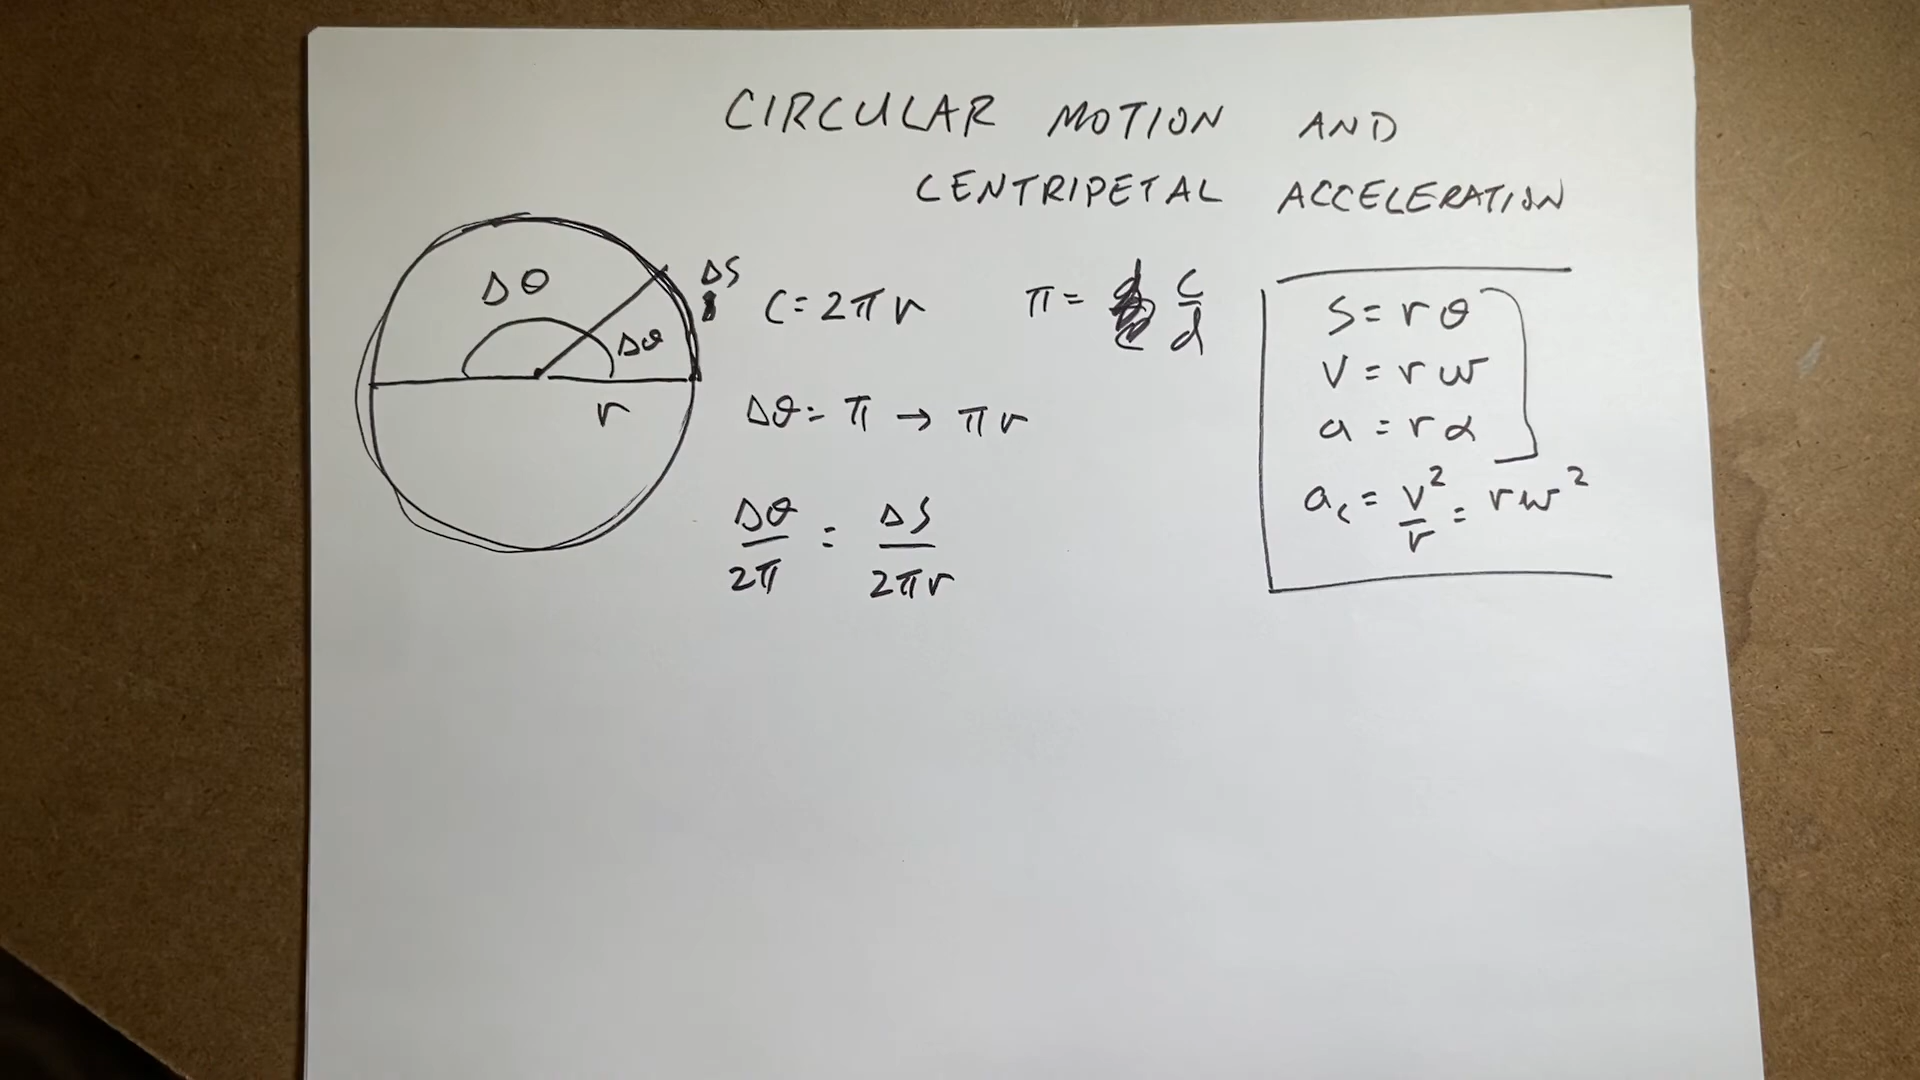 CIRCULAR MOTION AND
CENTRIPETAL ACCELERATION
Δθ
ΔS
Δθ
r
C = 2πr
π = c/d
Δθ = π → πr
Δθ/2π = ΔS/2πr
S = rθ
v = rω
a = rα
a_c = v²/r = rω²